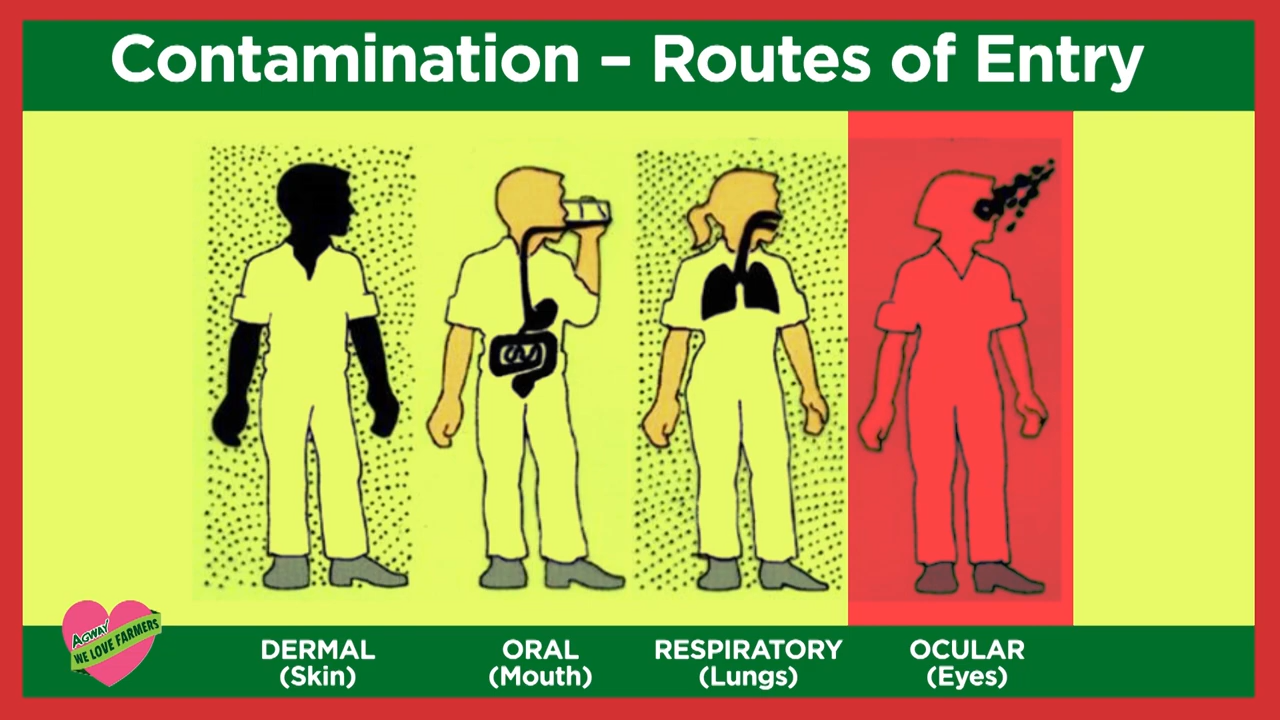 Contamination – Routes of Entry
AGWAY
WE LOVE FARMERS
DERMAL
(Skin)
ORAL
(Mouth)
RESPIRATORY
(Lungs)
OCULAR
(Eyes)